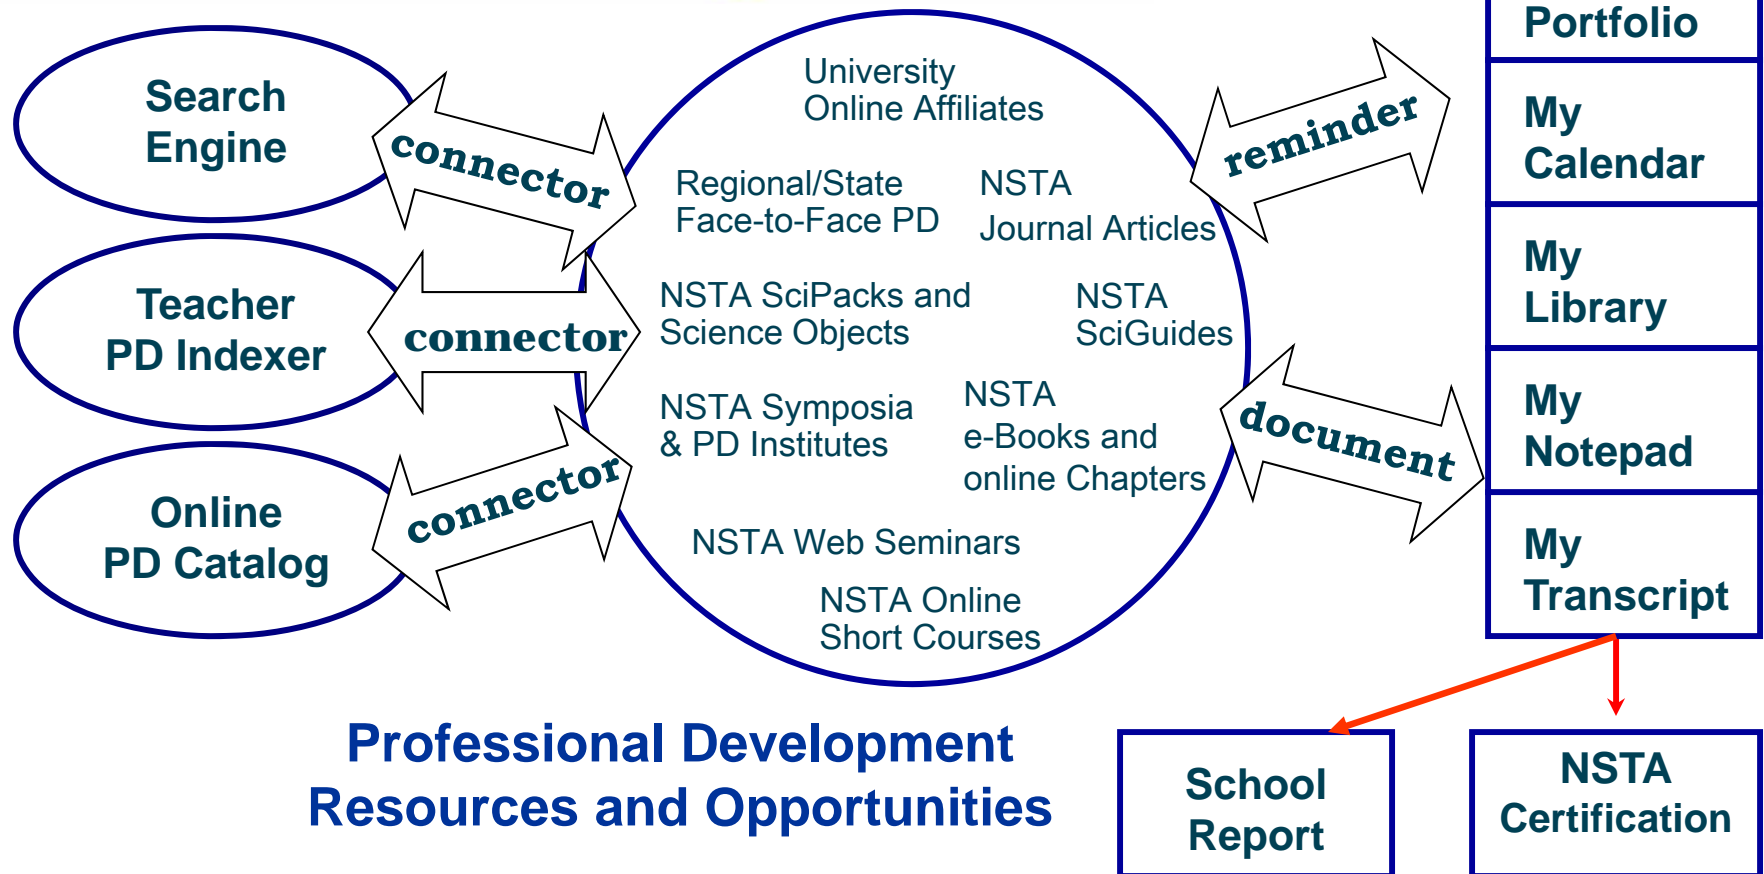 Search
Engine
Teacher
PD Indexer
Online
PD Catalog
connector
connector
connector
University
Online Affiliates
Regional/State
Face-to-Face PD
NSTA
Journal Articles
NSTA SciPacks and
Science Objects
NSTA
SciGuides
NSTA Symposia
& PD Institutes
NSTA
e-Books and
online Chapters
NSTA Web Seminars
NSTA Online
Short Courses
reminder
document
Portfolio
My
Calendar
My
Library
My
Notepad
My
Transcript
Professional Development
Resources and Opportunities
School
Report
NSTA
Certification